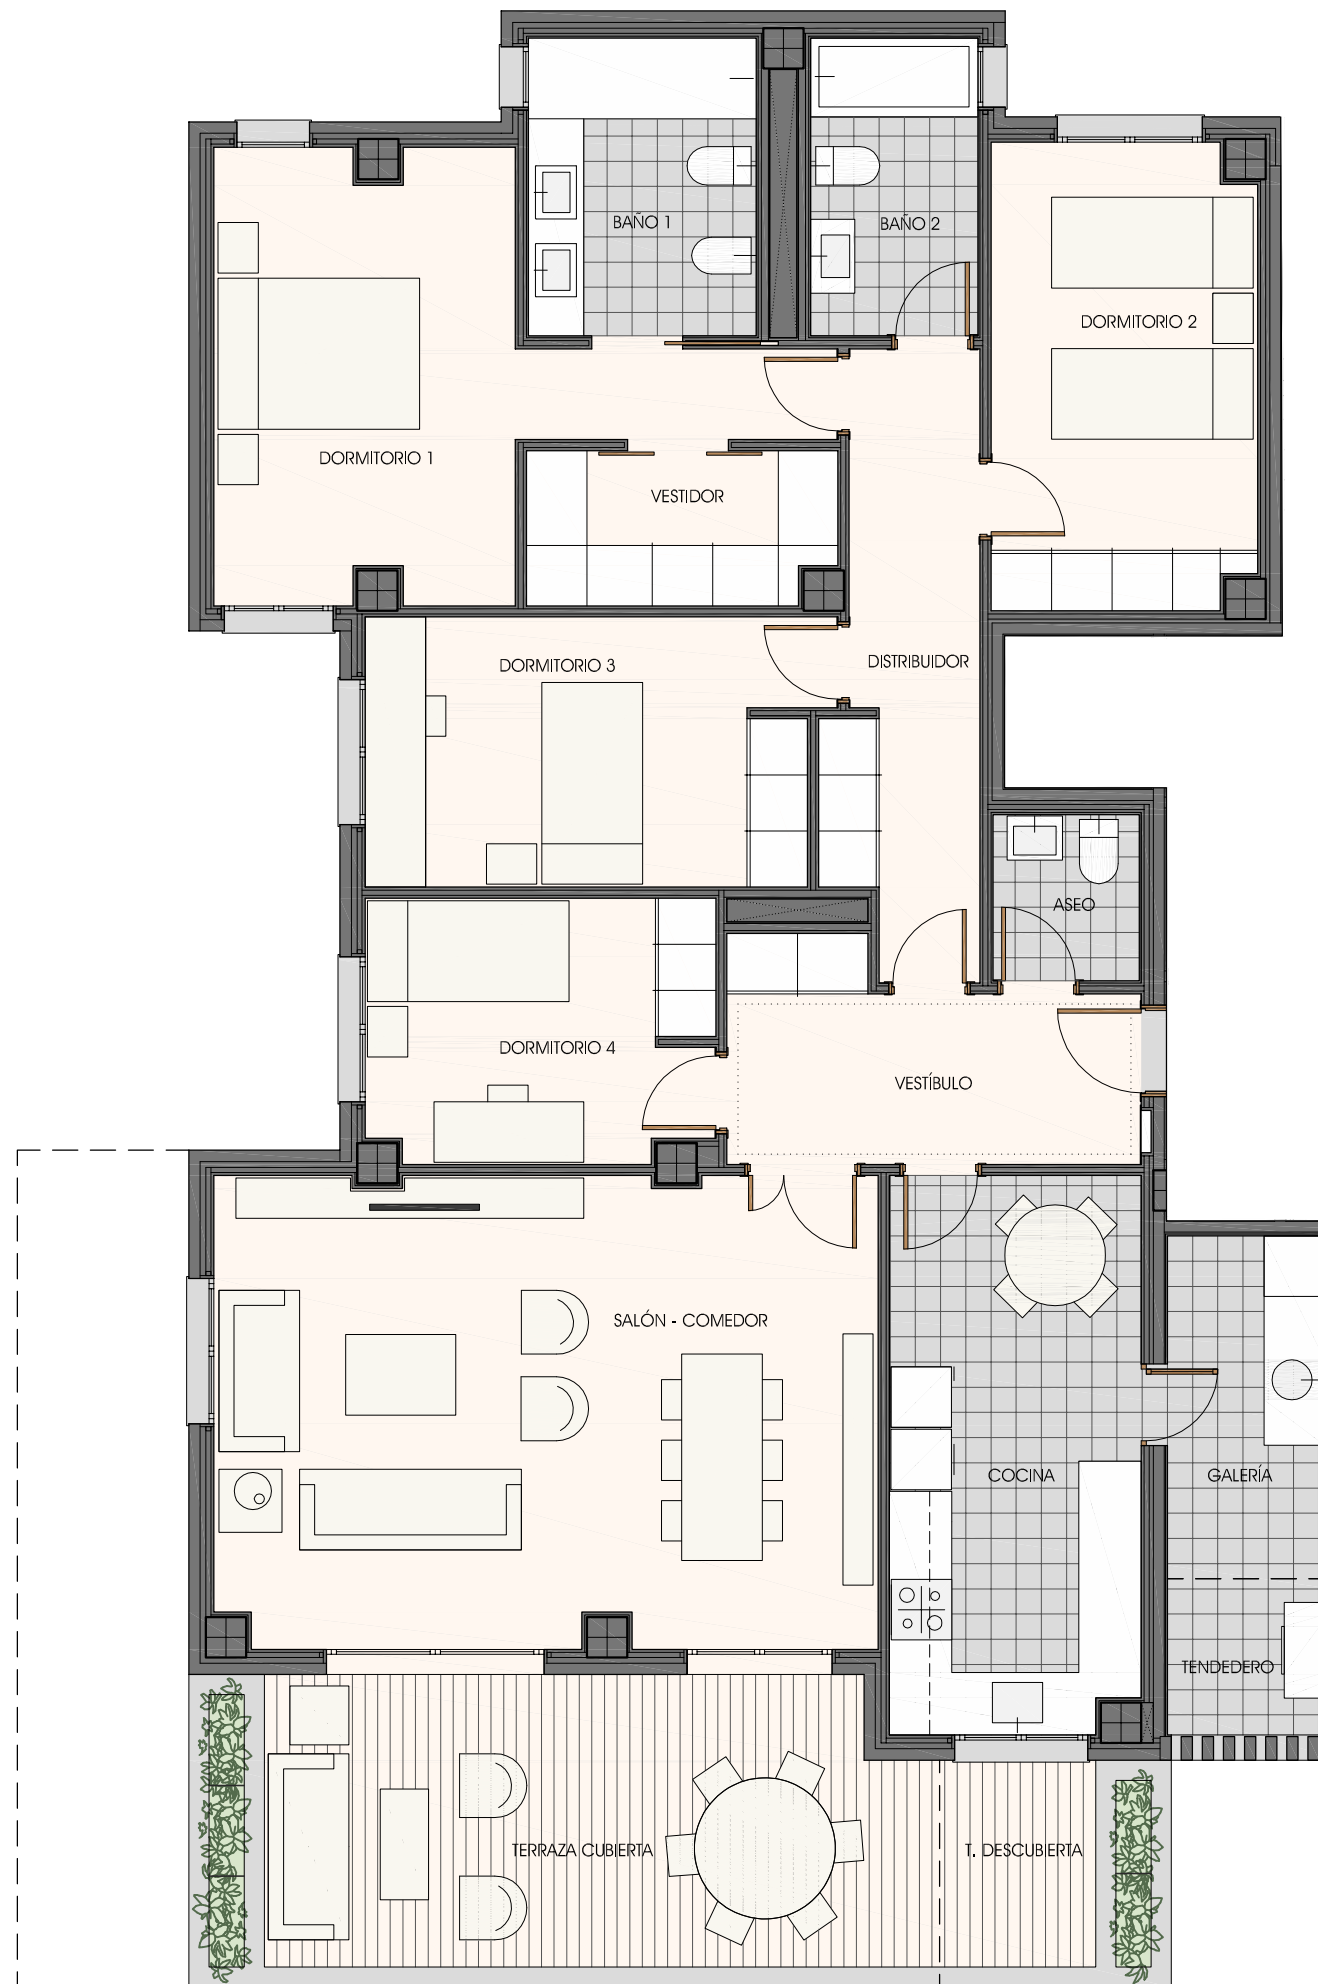 BAÑO 1
BAÑO 2
DORMITORIO 2
DORMITORIO 1
VESTIDOR
DORMITORIO 3
DISTRIBUIDOR
ASEO
DORMITORIO 4
VESTÍBULO
SALÓN - COMEDOR
COCINA
GALERÍA
TENDEDERO
TERRAZA CUBIERTA
T. DESCUBIERTA